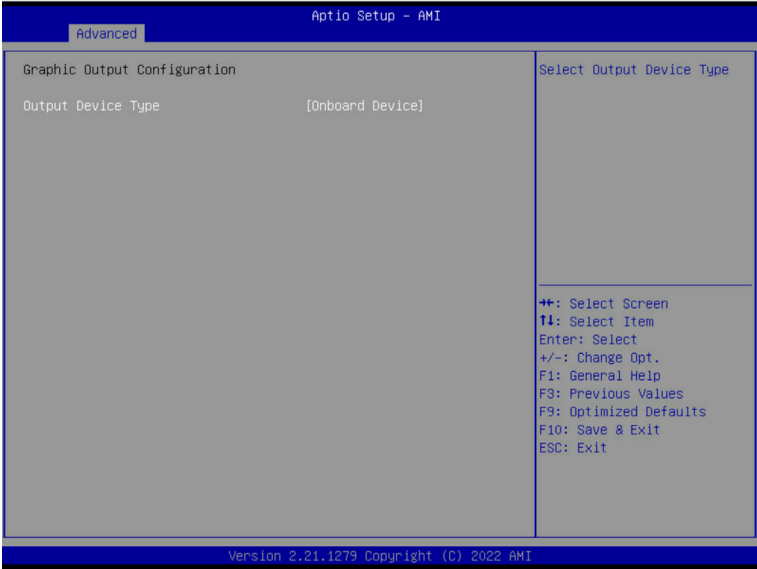 Aptio Setup – AMI
Advanced
Graphic Output Configuration
Output Device Type [Onboard Device]
Select Output Device Type
→←: Select Screen
↑↓: Select Item
Enter: Select
+/-: Change Opt.
F1: General Help
F3: Previous Values
F9: Optimized Defaults
F10: Save & Exit
ESC: Exit
Version 2.21.1279 Copyright (C) 2022 AMI